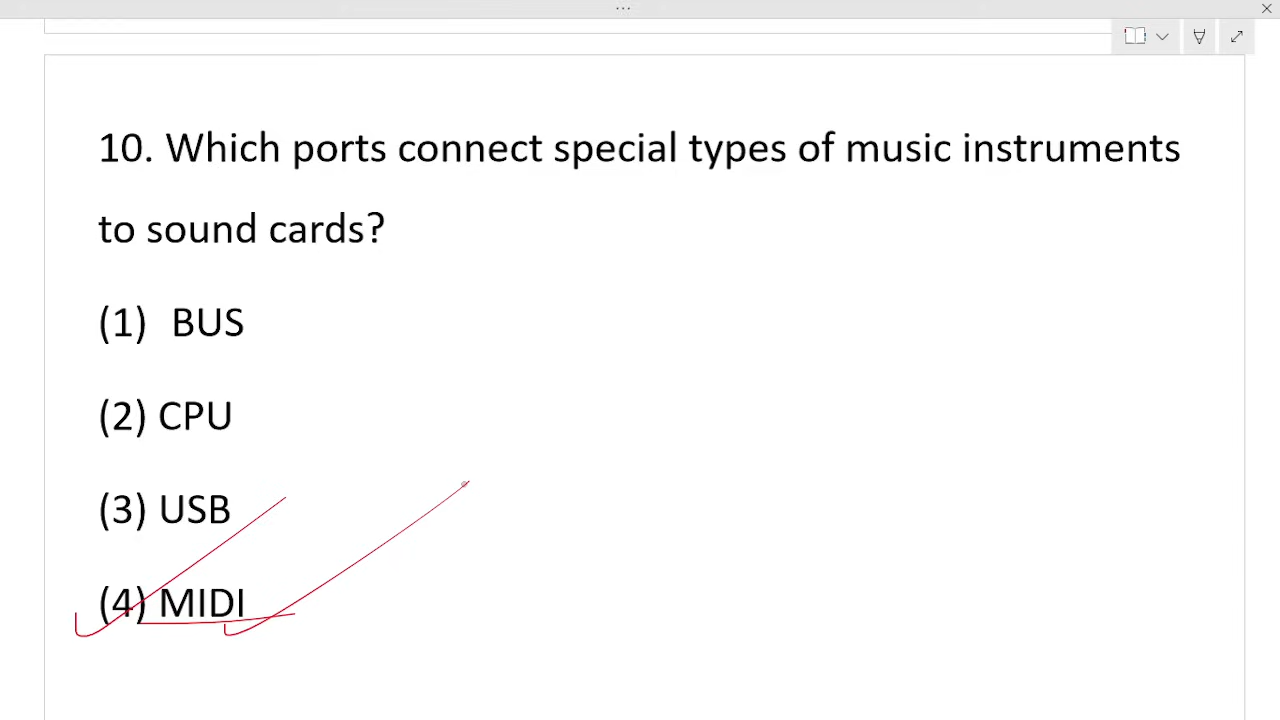 10. Which ports connect special types of music instruments
to sound cards?
(1) BUS
(2) CPU
(3) USB
(4) MIDI